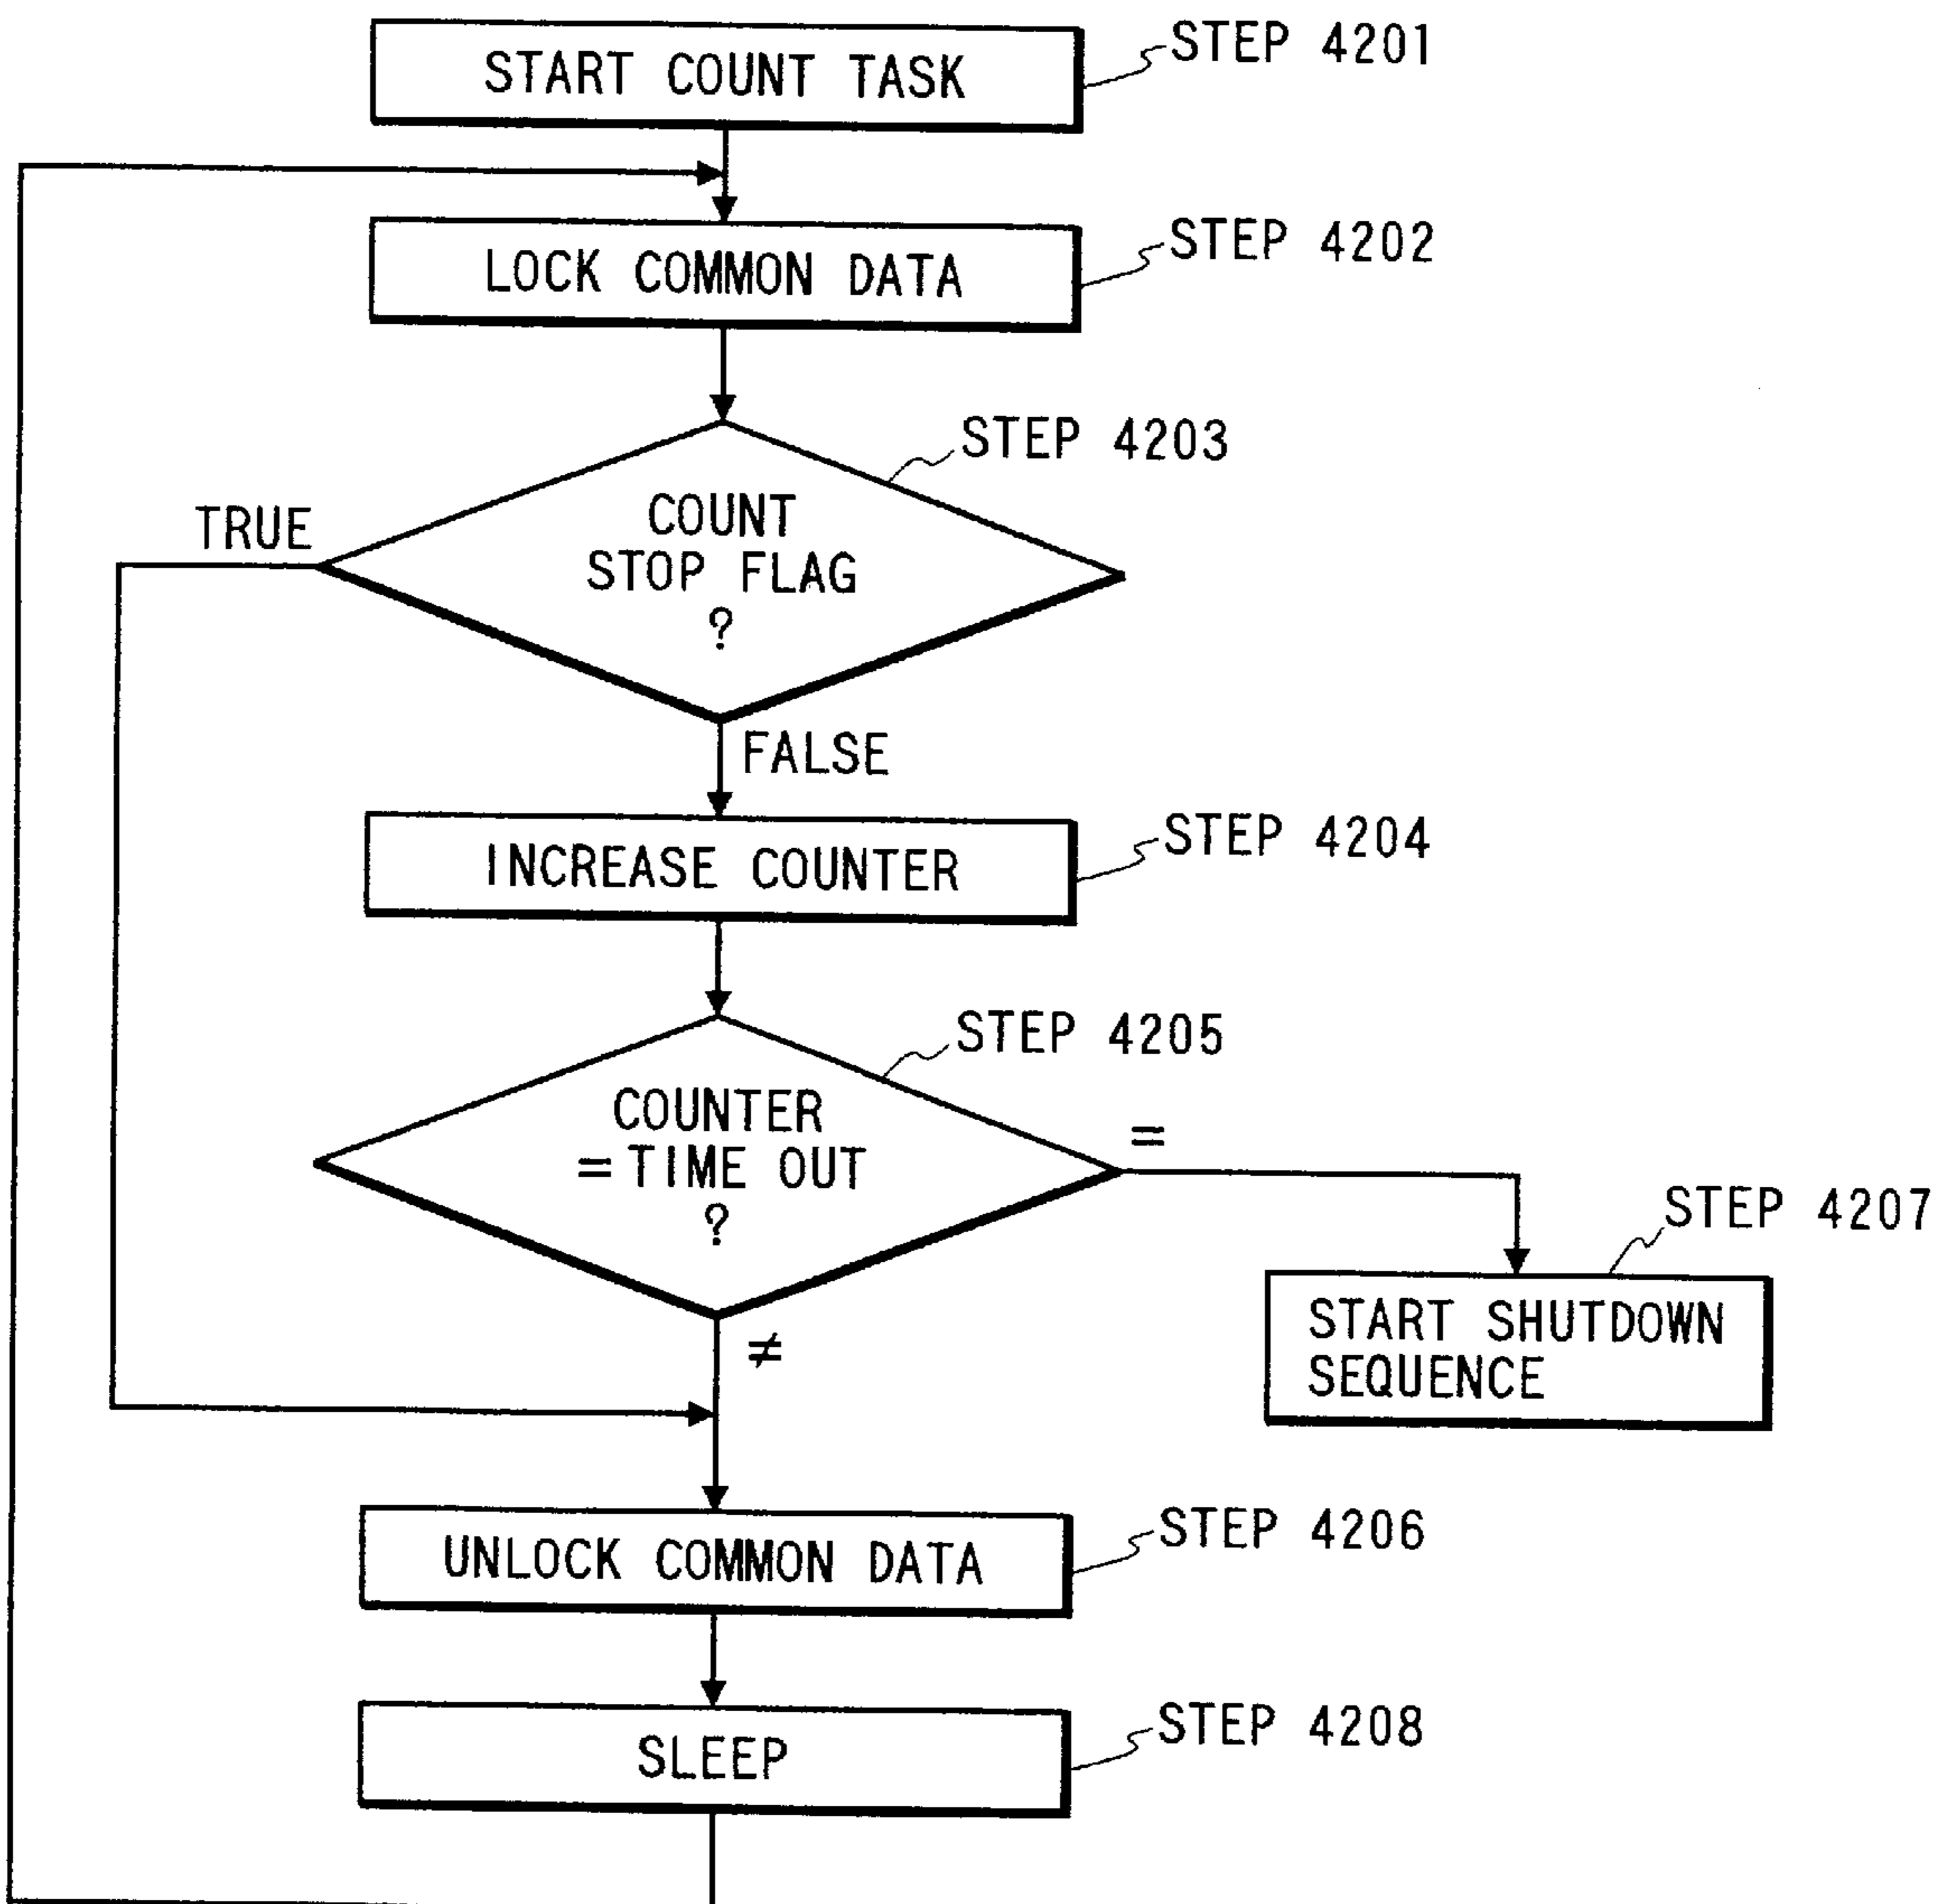 START COUNT TASK
STEP 4201
LOCK COMMON DATA
STEP 4202
STEP 4203
COUNT
STOP FLAG
?
TRUE
FALSE
INCREASE COUNTER
STEP 4204
STEP 4205
COUNTER
= TIME OUT
?
=
≠
STEP 4207
START SHUTDOWN
SEQUENCE
UNLOCK COMMON DATA
STEP 4206
SLEEP
STEP 4208